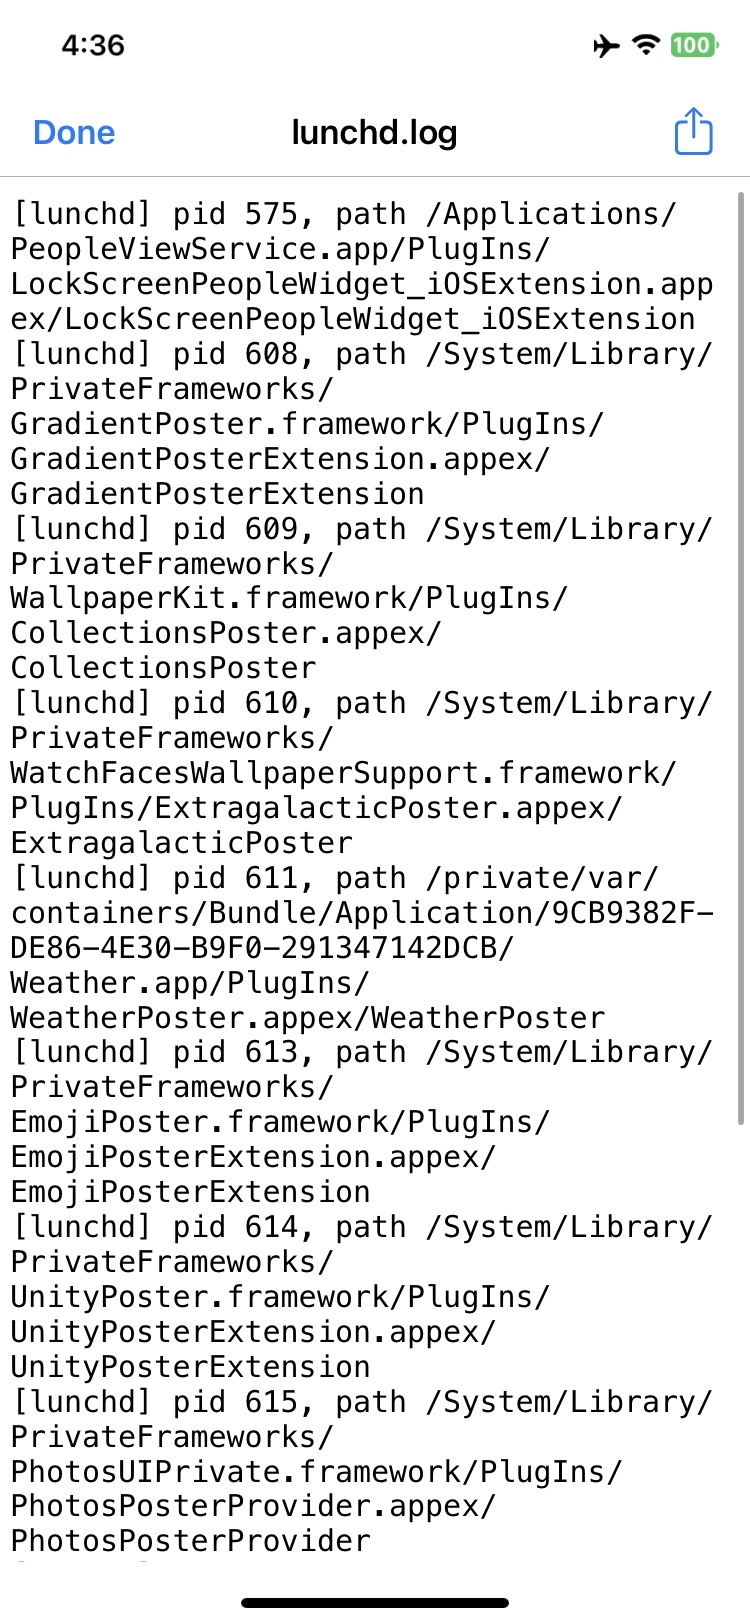 4:36
100
Done
lunchd.log
[lunchd] pid 575, path /Applications/
PeopleViewService.app/PlugIns/
LockScreenPeopleWidget_iOSExtension.app
ex/LockScreenPeopleWidget_iOSExtension
[lunchd] pid 608, path /System/Library/
PrivateFrameworks/
GradientPoster.framework/PlugIns/
GradientPosterExtension.appex/
GradientPosterExtension
[lunchd] pid 609, path /System/Library/
PrivateFrameworks/
WallpaperKit.framework/PlugIns/
CollectionsPoster.appex/
CollectionsPoster
[lunchd] pid 610, path /System/Library/
PrivateFrameworks/
WatchFacesWallpaperSupport.framework/
PlugIns/ExtragalacticPoster.appex/
ExtragalacticPoster
[lunchd] pid 611, path /private/var/
containers/Bundle/Application/9CB9382F-
DE86-4E30-B9F0-291347142DCB/
Weather.app/PlugIns/
WeatherPoster.appex/WeatherPoster
[lunchd] pid 613, path /System/Library/
PrivateFrameworks/
EmojiPoster.framework/PlugIns/
EmojiPosterExtension.appex/
EmojiPosterExtension
[lunchd] pid 614, path /System/Library/
PrivateFrameworks/
UnityPoster.framework/PlugIns/
UnityPosterExtension.appex/
UnityPosterExtension
[lunchd] pid 615, path /System/Library/
PrivateFrameworks/
PhotosUIPrivate.framework/PlugIns/
PhotosPosterProvider.appex/
PhotosPosterProvider